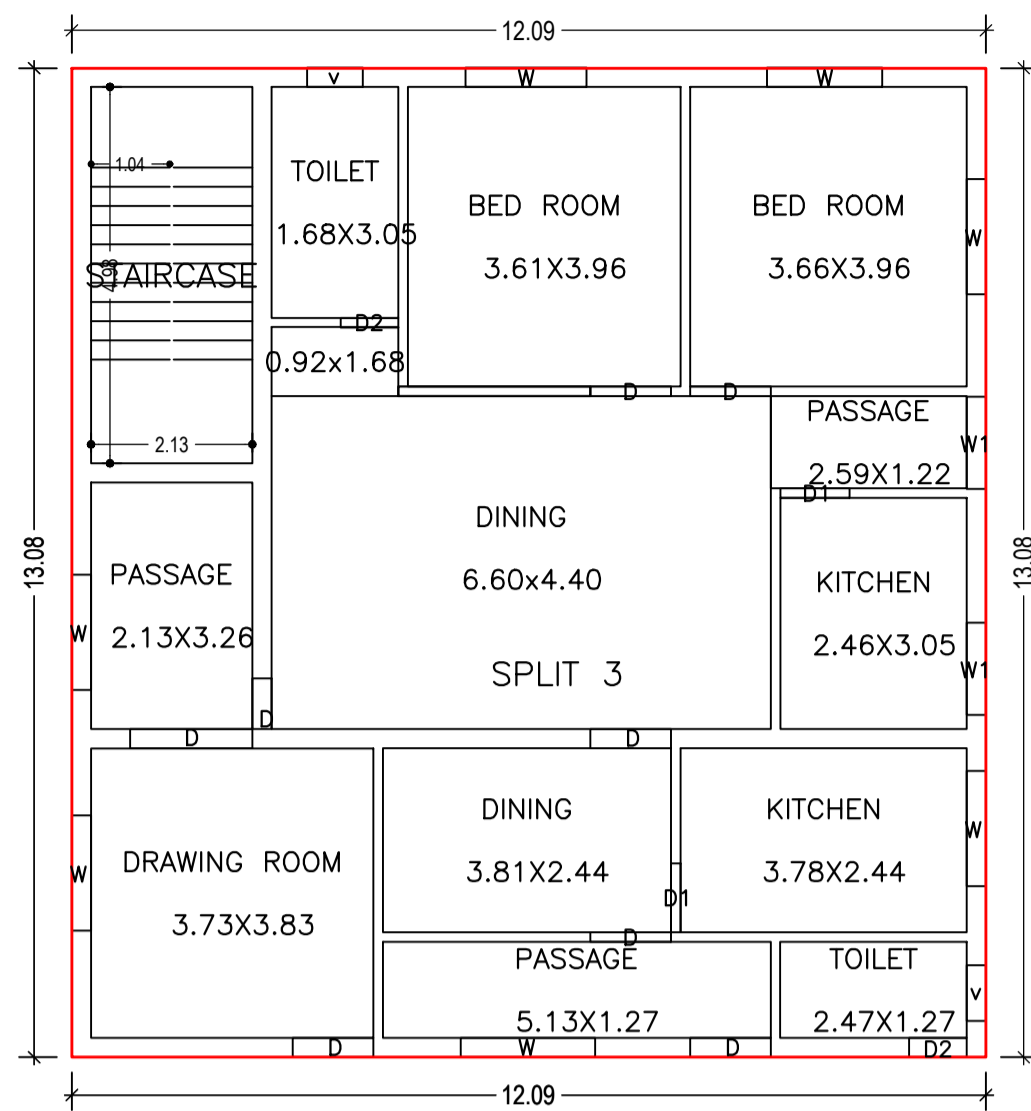 12.09
V
W
W
1.04
TOILET
1.68X3.05
BED ROOM
3.61X3.96
BED ROOM
3.66X3.96
W
STAIRCASE
4.98
D2
0.92x1.68
D
D
PASSAGE
2.59X1.22
W1
2.13
D1
DINING
6.60x4.40
SPLIT 3
13.08
13.08
PASSAGE
2.13X3.26
W
KITCHEN
2.46X3.05
W1
D
D
D
DRAWING ROOM
3.73X3.83
W
DINING
3.81X2.44
KITCHEN
3.78X2.44
W
D1
D
PASSAGE
5.13X1.27
TOILET
2.47X1.27
V
D
W
D
D2
12.09